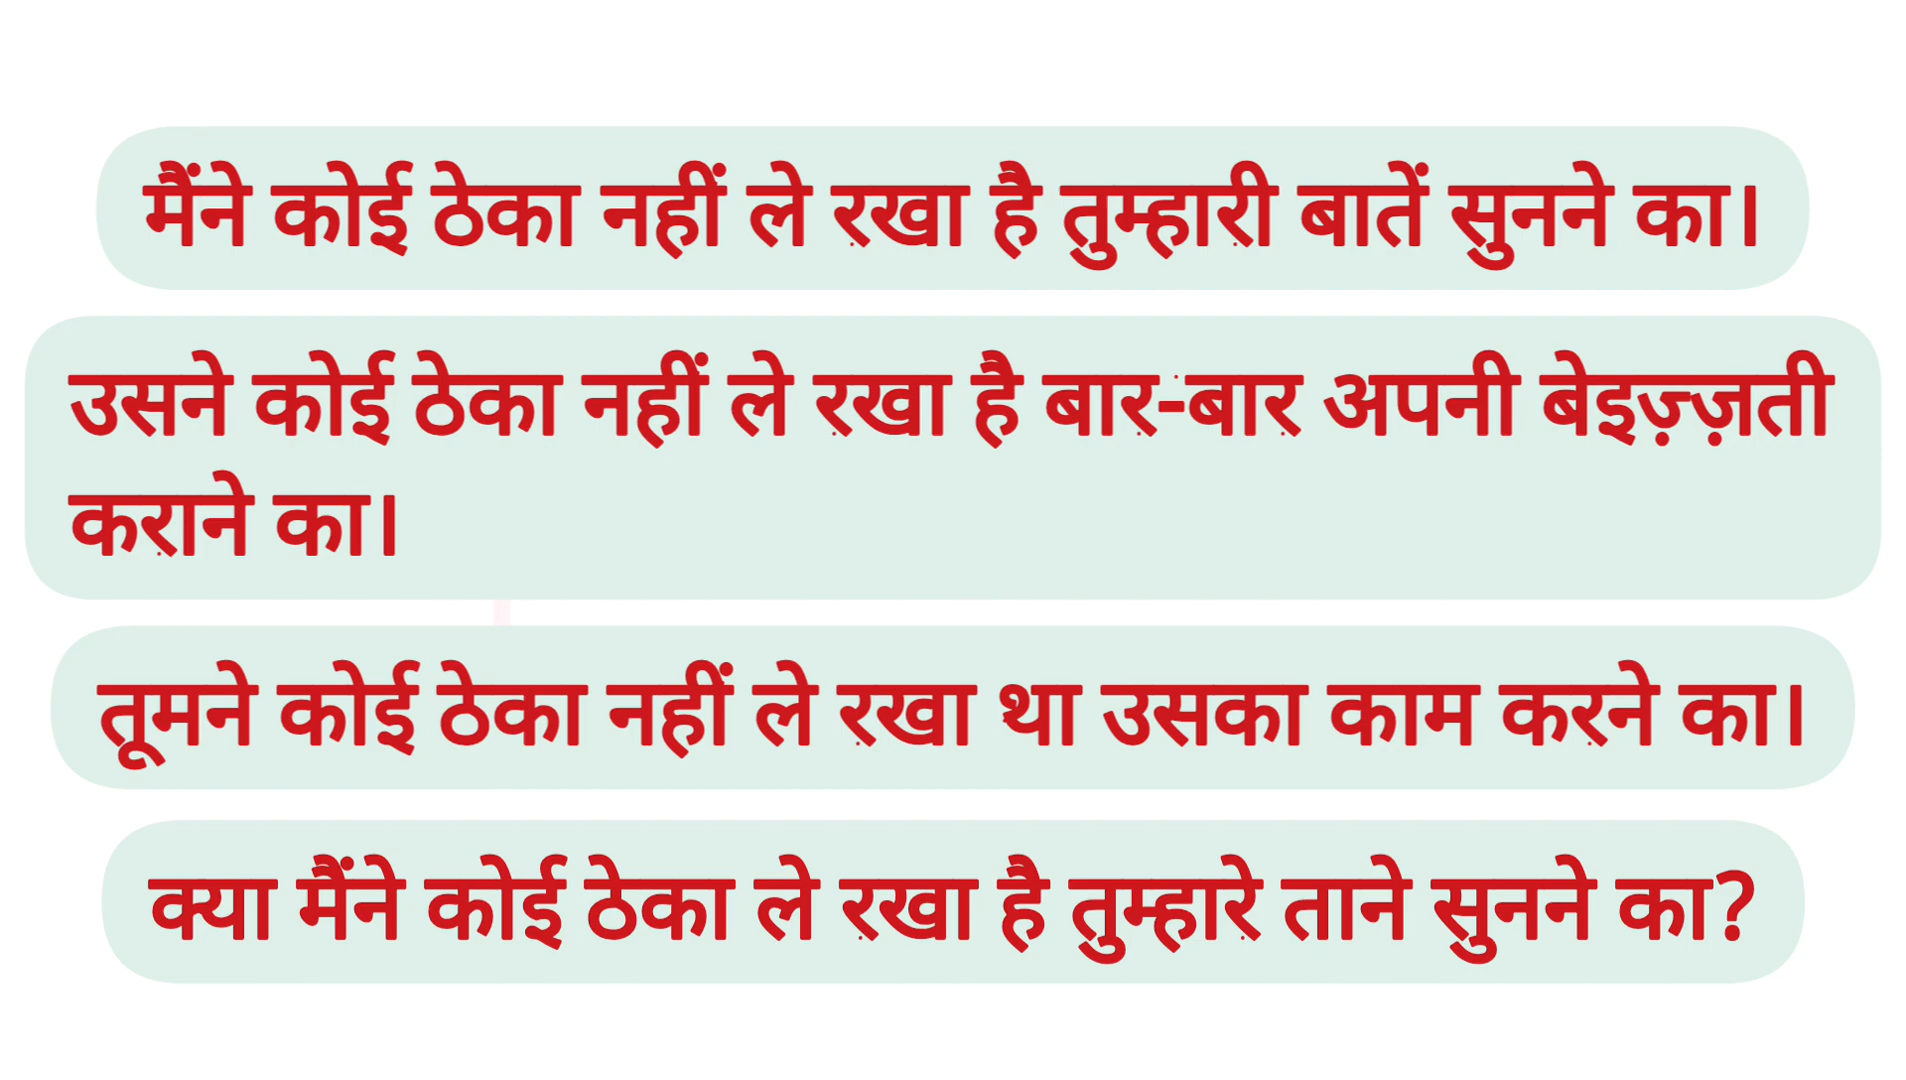 मैंने कोई ठेका नहीं ले रखा है तुम्हारी बातें सुनने का।
उसने कोई ठेका नहीं ले रखा है बार-बार अपनी बेइज़्ज़ती
कराने का।
तूमने कोई ठेका नहीं ले रखा था उसका काम करने का।
क्या मैंने कोई ठेका ले रखा है तुम्हारे ताने सुनने का?